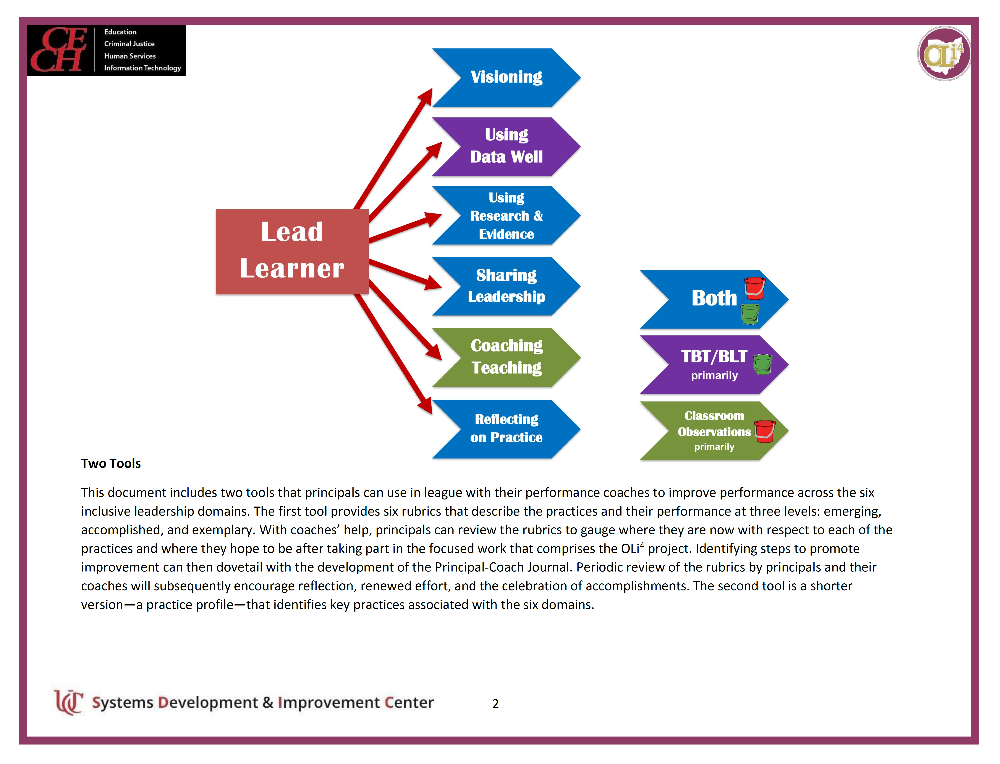 CECH
Education
Criminal Justice
Human Services
Information Technology
OLi4
Visioning
Using
Data Well
Using
Research &
Evidence
Lead
Learner
Sharing
Leadership
Coaching
Teaching
Reflecting
on Practice
Both
TBT/BLT
primarily
Classroom
Observations
primarily
Two Tools
This document includes two tools that principals can use in league with their performance coaches to improve performance across the six
inclusive leadership domains. The first tool provides six rubrics that describe the practices and their performance at three levels: emerging,
accomplished, and exemplary. With coaches’ help, principals can review the rubrics to gauge where they are now with respect to each of the
practices and where they hope to be after taking part in the focused work that comprises the OLi⁴ project. Identifying steps to promote
improvement can then dovetail with the development of the Principal-Coach Journal. Periodic review of the rubrics by principals and their
coaches will subsequently encourage reflection, renewed effort, and the celebration of accomplishments. The second tool is a shorter
version—a practice profile—that identifies key practices associated with the six domains.
UC Systems Development & Improvement Center
2